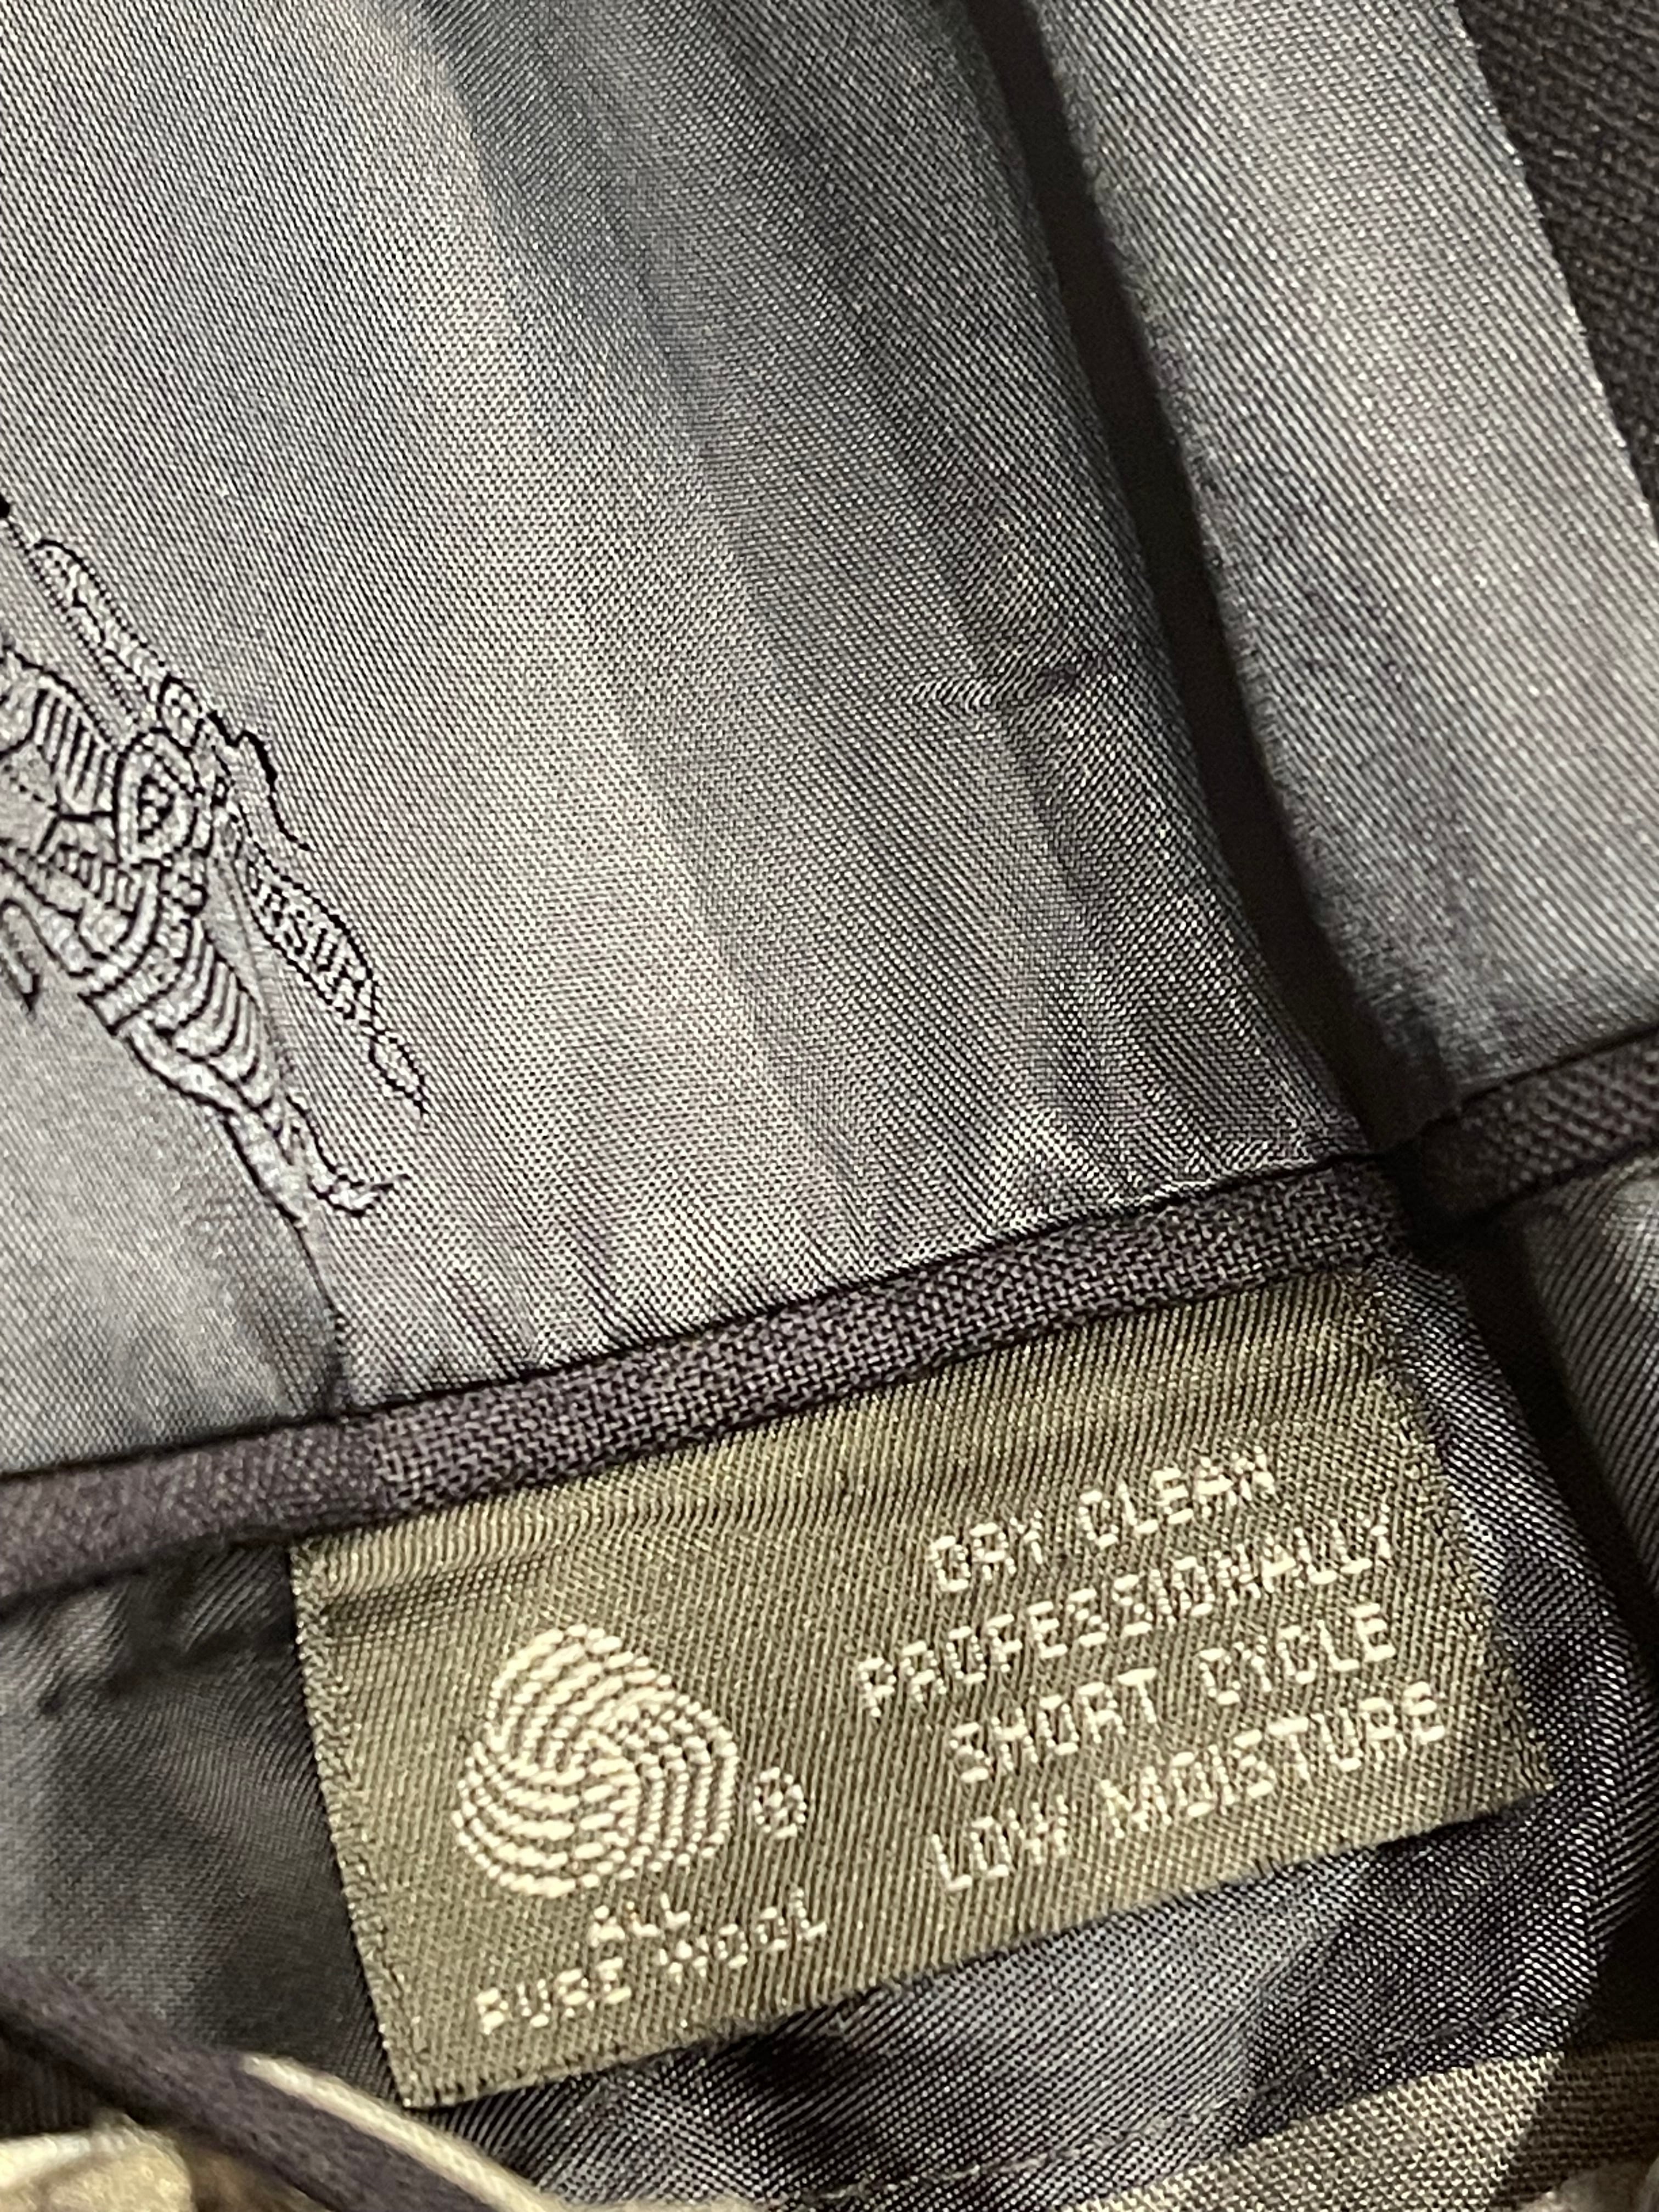 DRY CLEAN
PROFESSIONALLY
SHORT CYCLE
LOW MOISTURE
®
ALL
PURE WOOL